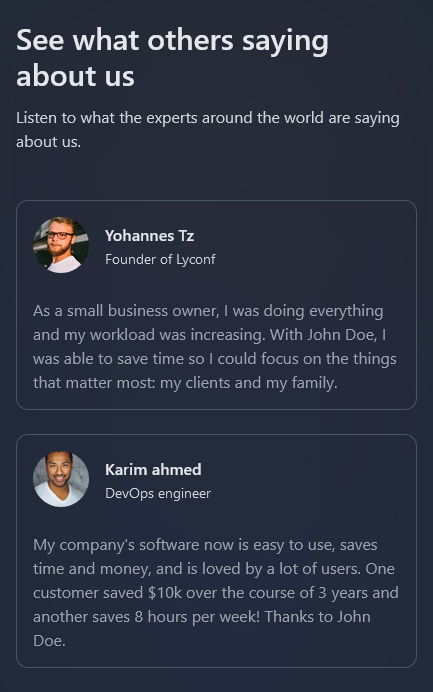 See what others saying
about us
Listen to what the experts around the world are saying
about us.
Yohannes Tz
Founder of Lyconf
As a small business owner, I was doing everything
and my workload was increasing. With John Doe, I
was able to save time so I could focus on the things
that matter most: my clients and my family.
Karim ahmed
DevOps engineer
My company's software now is easy to use, saves
time and money, and is loved by a lot of users. One
customer saved $10k over the course of 3 years and
another saves 8 hours per week! Thanks to John
Doe.